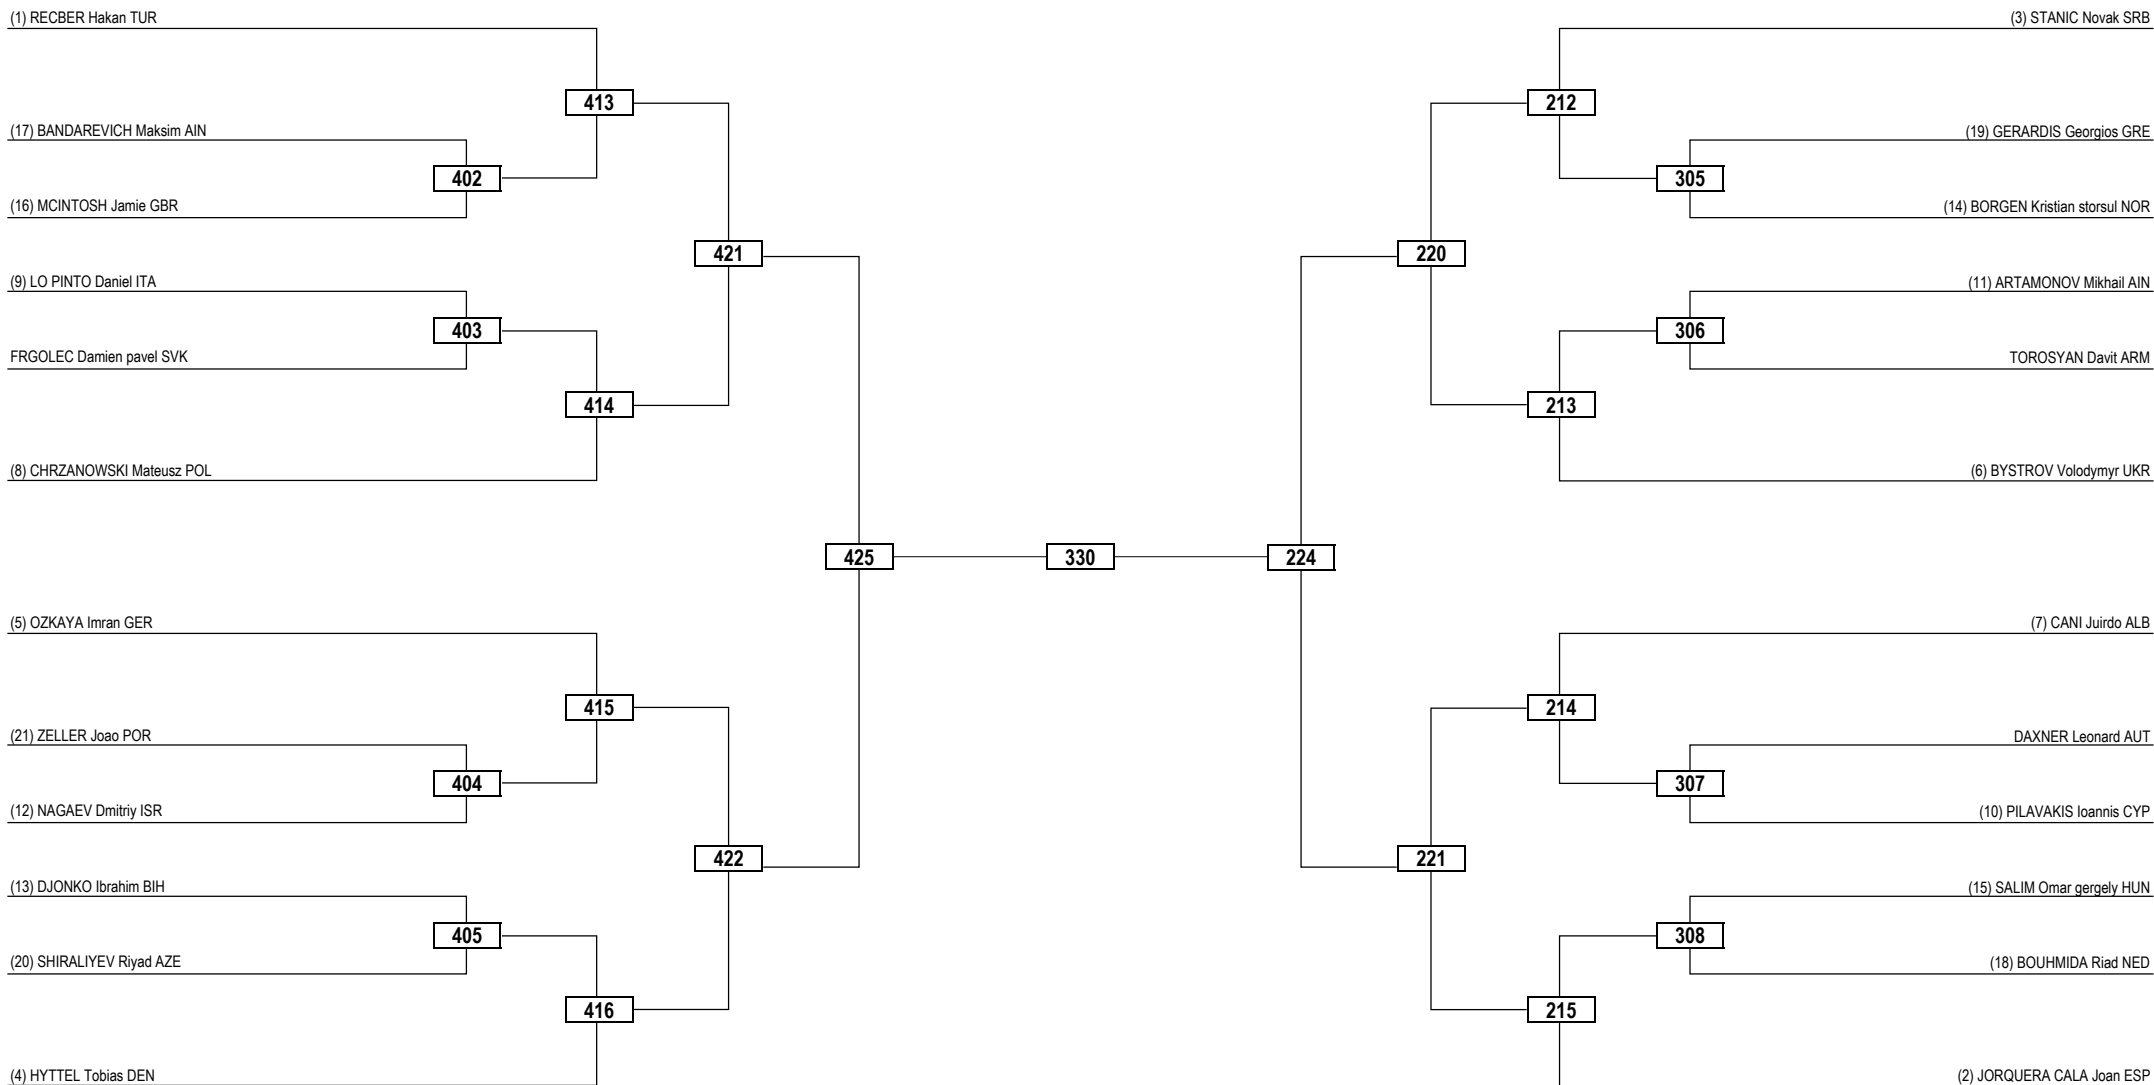 (1) RECBER Hakan TUR
(3) STANIC Novak SRB
413
212
(17) BANDAREVICH Maksim AIN
(19) GERARDIS Georgios GRE
402
305
(16) MCINTOSH Jamie GBR
(14) BORGEN Kristian storsul NOR
421
220
(9) LO PINTO Daniel ITA
(11) ARTAMONOV Mikhail AIN
403
306
FRGOLEC Damien pavel SVK
TOROSYAN Davit ARM
414
213
(8) CHRZANOWSKI Mateusz POL
(6) BYSTROV Volodymyr UKR
425
330
224
(5) OZKAYA Imran GER
(7) CANI Juirdo ALB
415
214
(21) ZELLER Joao POR
DAXNER Leonard AUT
404
307
(12) NAGAEV Dmitriy ISR
(10) PILAVAKIS Ioannis CYP
422
221
(13) DJONKO Ibrahim BIH
(15) SALIM Omar gergely HUN
405
308
(20) SHIRALIYEV Riyad AZE
(18) BOUHMIDA Riad NED
416
215
(4) HYTTEL Tobias DEN
(2) JORQUERA CALA Joan ESP